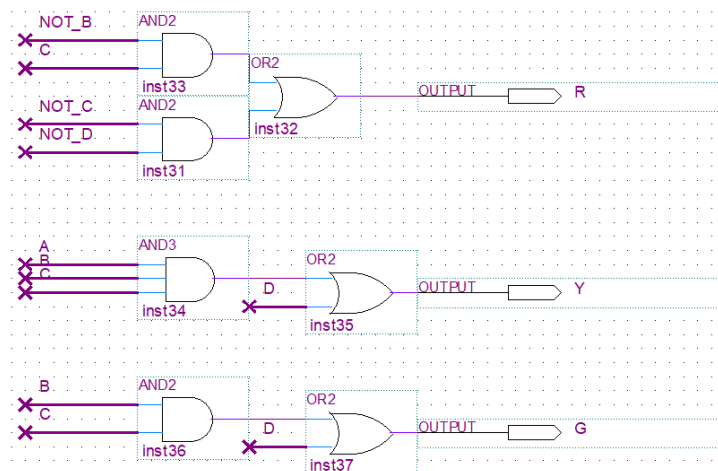 NOT_B
AND2
C
OR2
inst33
OUTPUT
R
NOT_C
AND2
NOT_D
inst32
inst31
A
AND3
B
OR2
C
D
OUTPUT
Y
inst34
inst35
B
AND2
OR2
C
D
OUTPUT
G
inst36
inst37